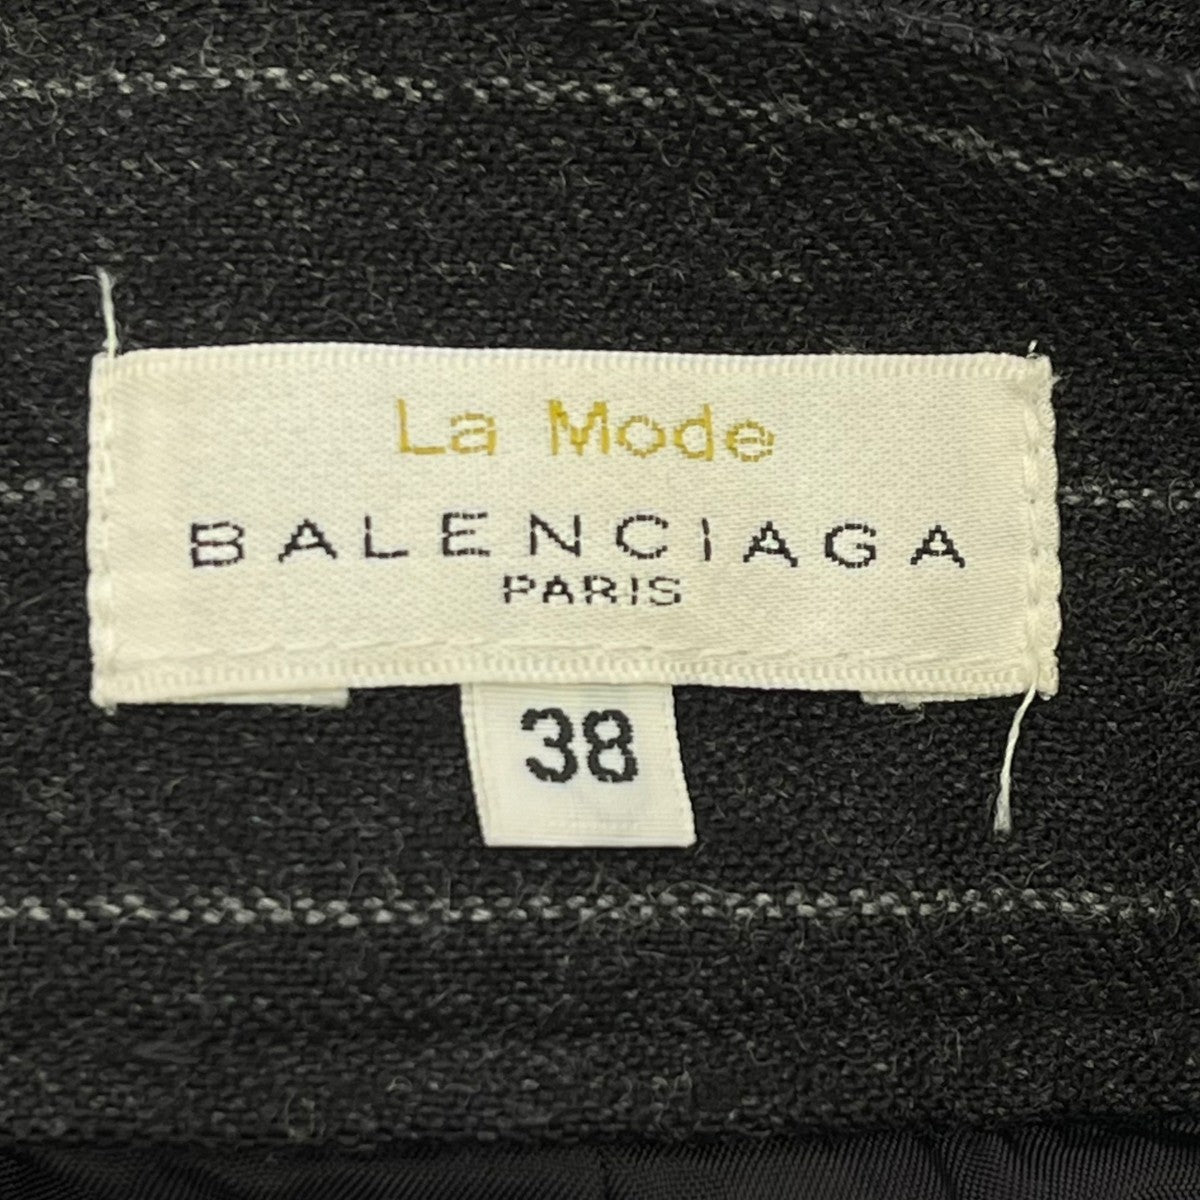 La Mode
BALENCIAGA
PARIS
38